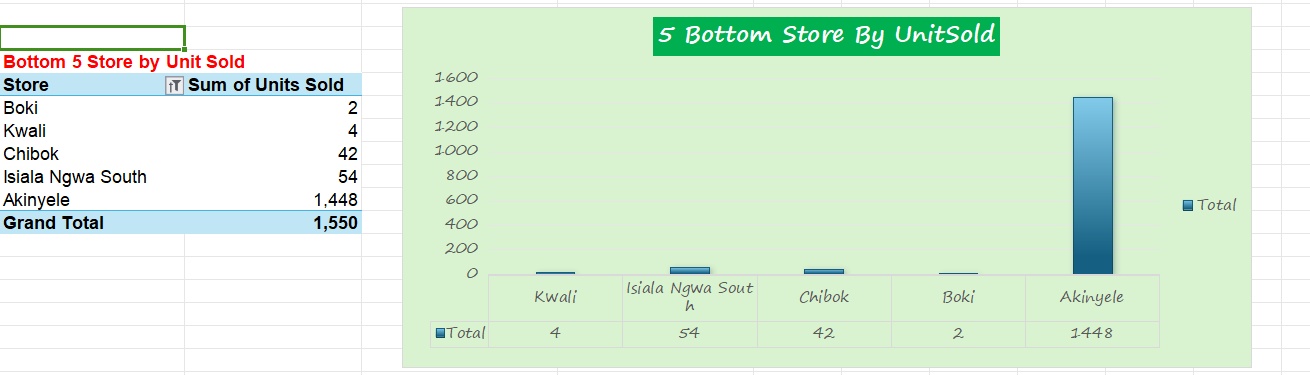 Bottom 5 Store by Unit Sold
Store Sum of Units Sold
Boki 2
Kwali 4
Chibok 42
Isiala Ngwa South 54
Akinyele 1,448
Grand Total 1,550
5 Bottom Store By UnitSold
1600
1400
1200
1000
800
600
400
200
0
Kwali Isiala Ngwa Sout Chibok Boki Akinyele
h
Total 4 54 42 2 1448
Total